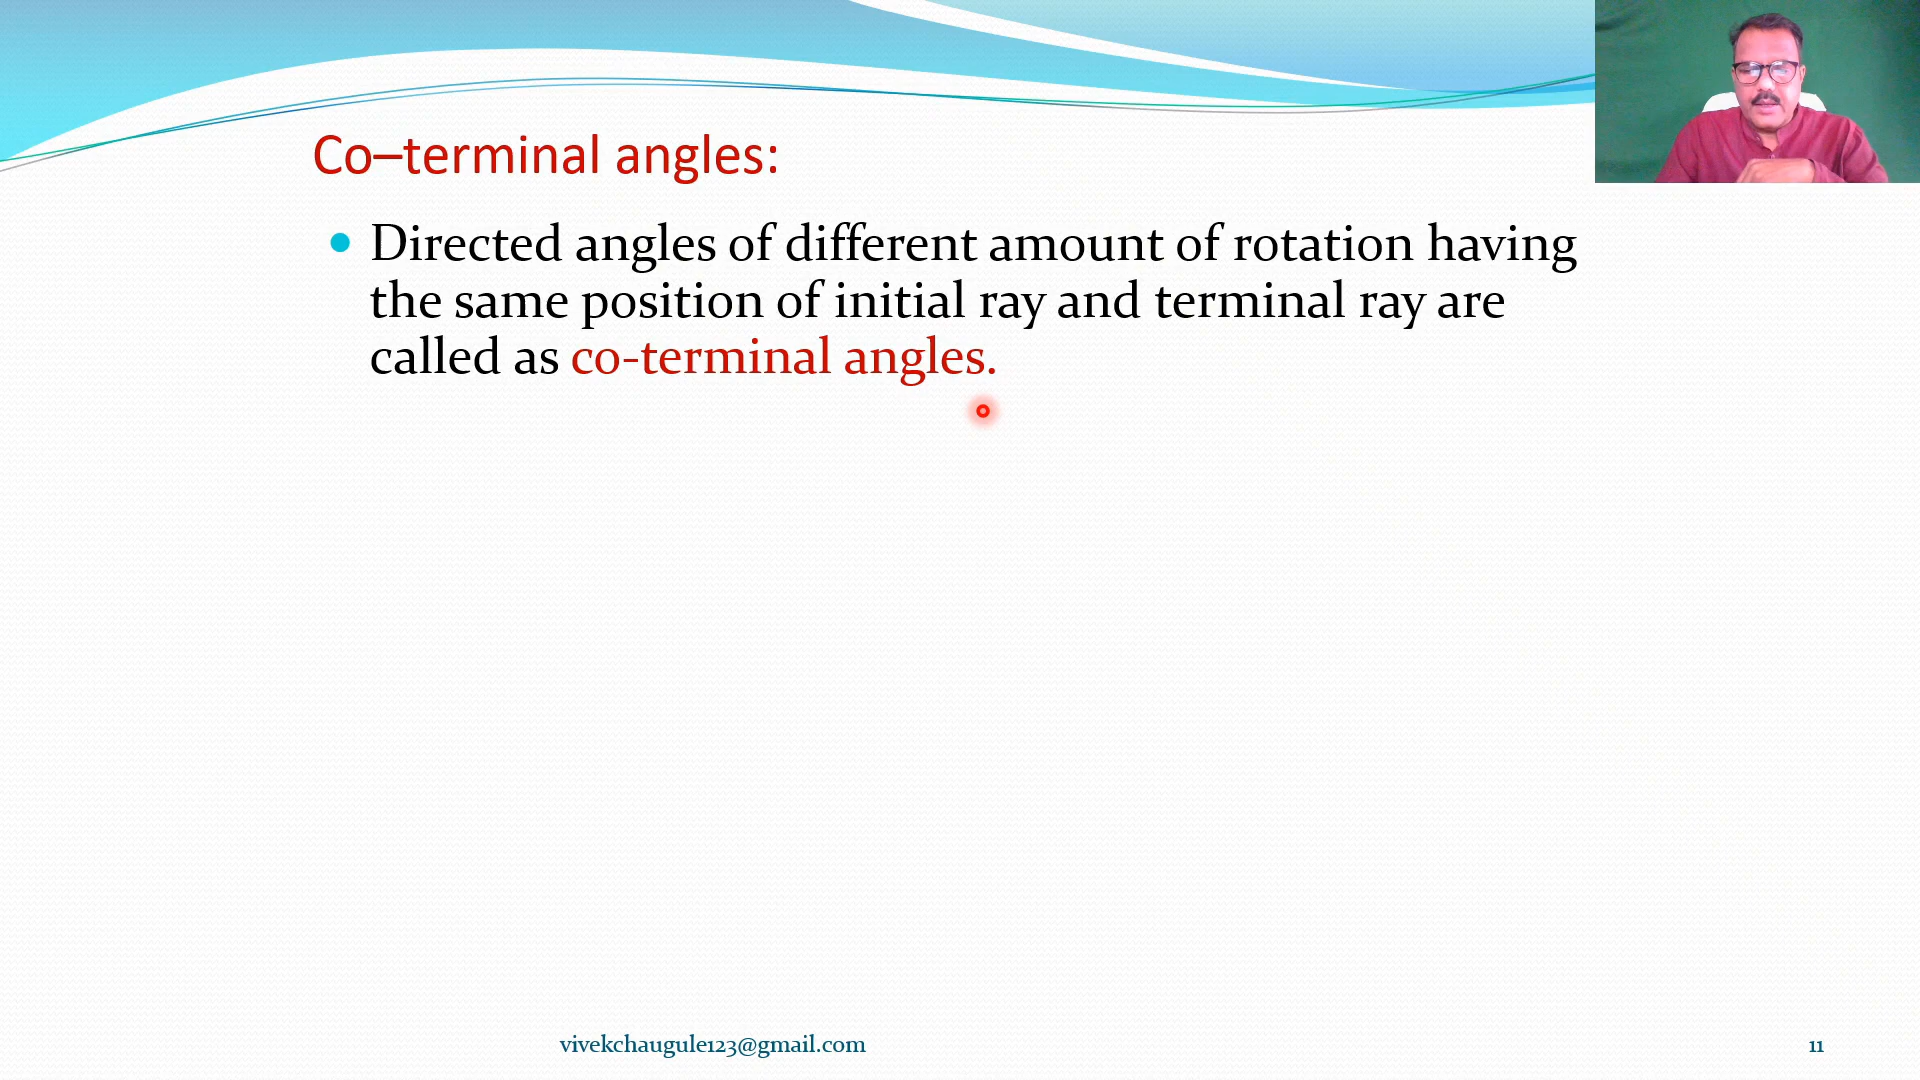 Co–terminal angles:
Directed angles of different amount of rotation having
the same position of initial ray and terminal ray are
called as co-terminal angles.
vivekchaugule123@gmail.com
11